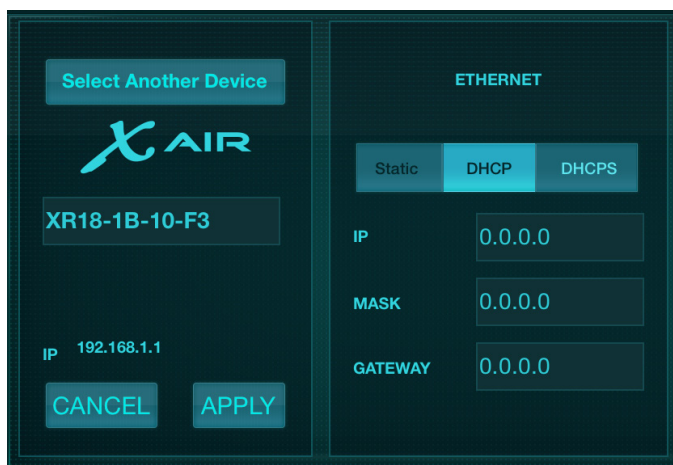 Select Another Device
X AIR
XR18-1B-10-F3
IP 192.168.1.1
CANCEL APPLY
ETHERNET
Static DHCP DHCPS
IP 0.0.0.0
MASK 0.0.0.0
GATEWAY 0.0.0.0